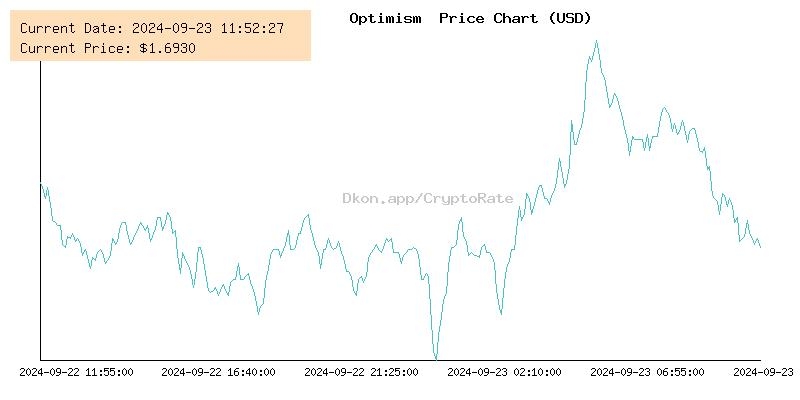 Optimism  Price Chart (USD)
Current Date: 2024-09-23 11:52:27
Current Price: $1.6930
Dkon.app/CryptoRate
2024-09-22 11:55:00 2024-09-22 16:40:00 2024-09-22 21:25:00 2024-09-23 02:10:00 2024-09-23 06:55:00 2024-09-23